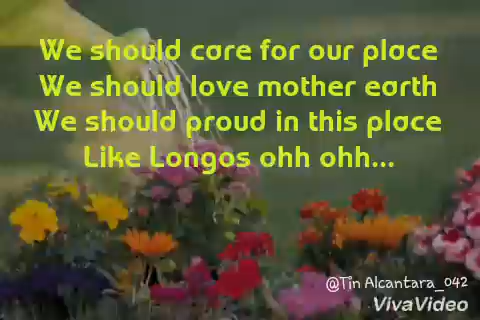 We should care for our place
We should love mother earth
We should proud in this place
Like Longos ohh ohh...
@Tin Alcantara_042
VivaVideo